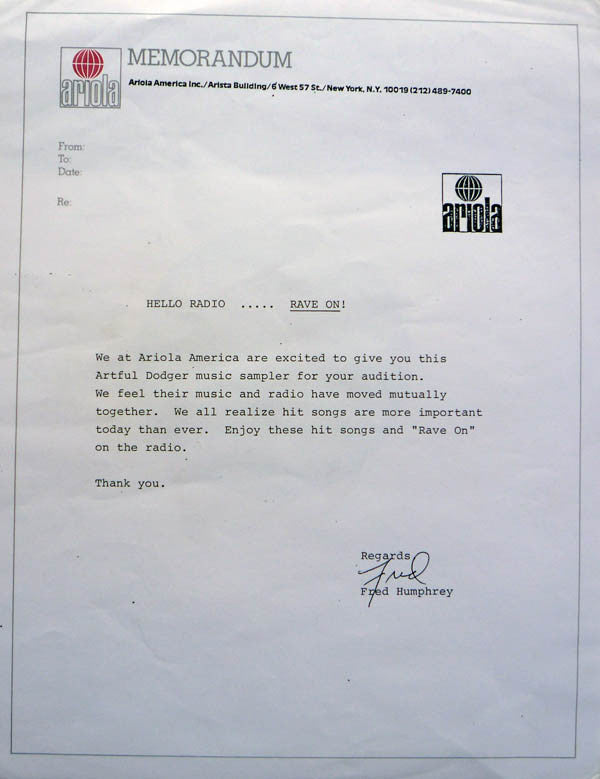 ariola
MEMORANDUM
Ariola America Inc./Arista Building/6 West 57 St./New York, N.Y. 10019 (212) 489-7400
From:
To:
Date:
Re:
ariola
HELLO RADIO ..... RAVE ON!
We at Ariola America are excited to give you this
Artful Dodger music sampler for your audition.
We feel their music and radio have moved mutually
together. We all realize hit songs are more important
today than ever. Enjoy these hit songs and "Rave On"
on the radio.
Thank you.
Regards
Fred
Fred Humphrey